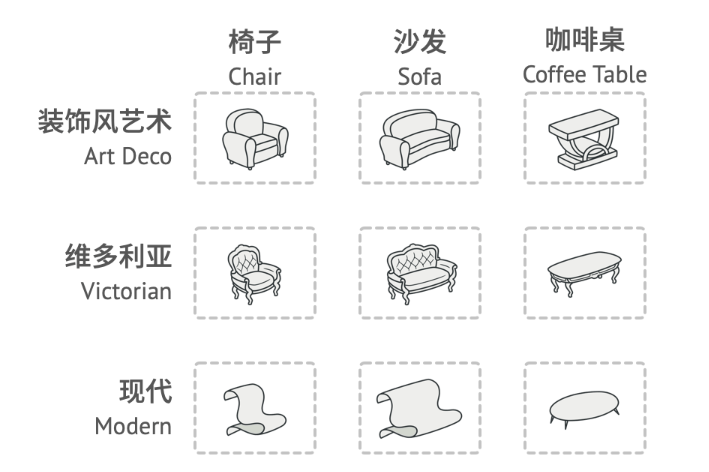 椅子
Chair
沙发
Sofa
咖啡桌
Coffee Table
装饰风艺术
Art Deco
维多利亚
Victorian
现代
Modern